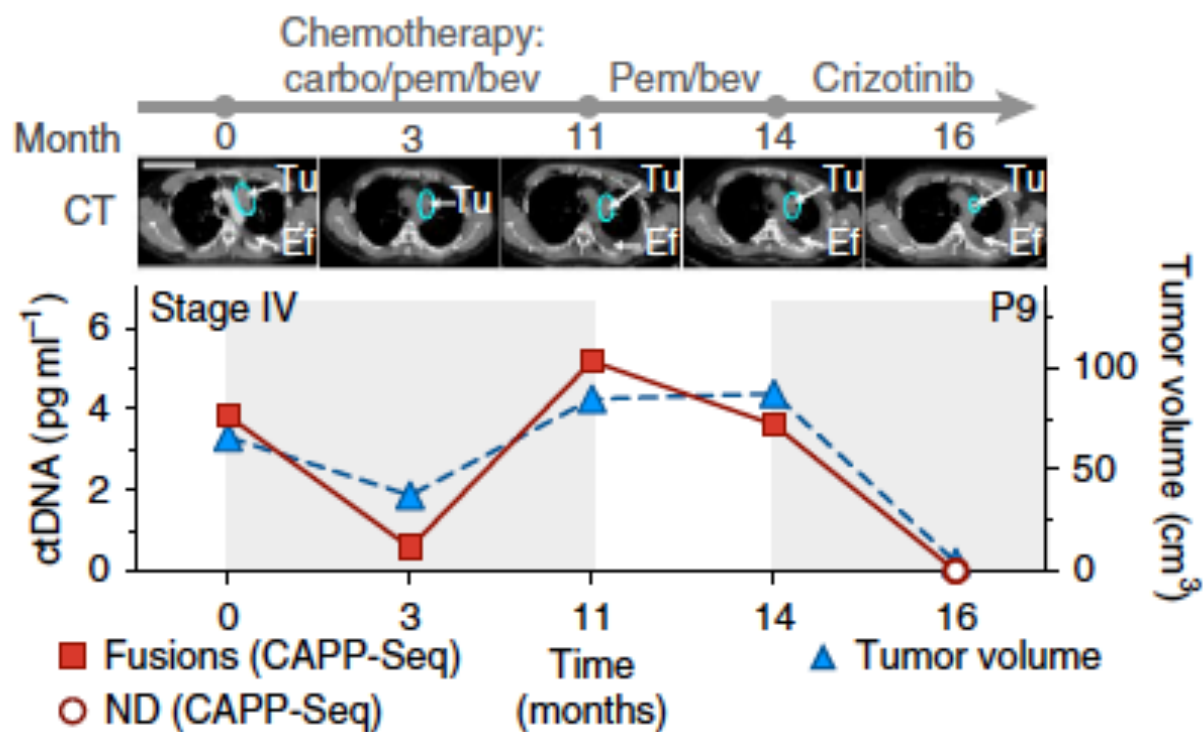 Chemotherapy:
carbo/pem/bev Pem/bev Crizotinib
Month 0 3 11 14 16
CT Tu Tu Tu Tu Tu
Ef Ef Ef Ef
ctDNA (pg ml⁻¹)
Stage IV P9
6
4
2
0
100
50
0
Tumor volume (cm³)
0 3 11 14 16
Fusions (CAPP-Seq) Time Tumor volume
ND (CAPP-Seq) (months)